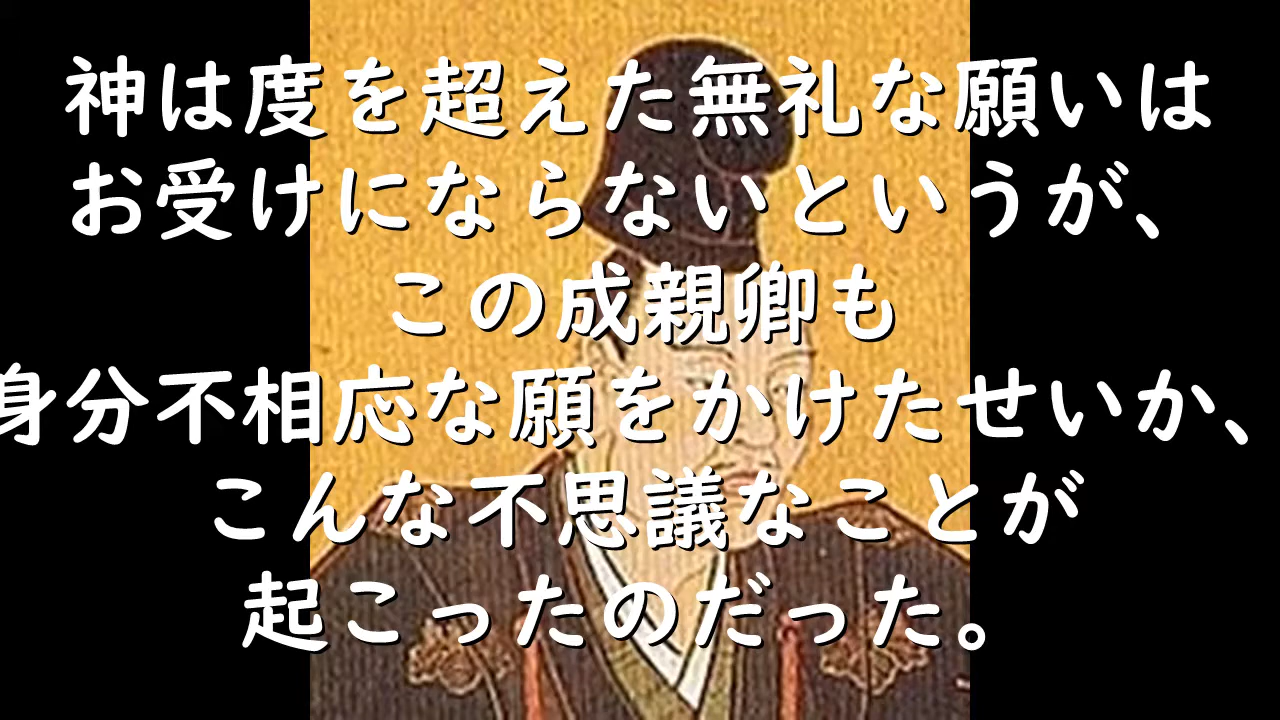 神は度を超えた無礼な願いは
お受けにならないというが、
この成親卿も
身分不相応な願をかけたせいか、
こんな不思議なことが
起こったのだった。